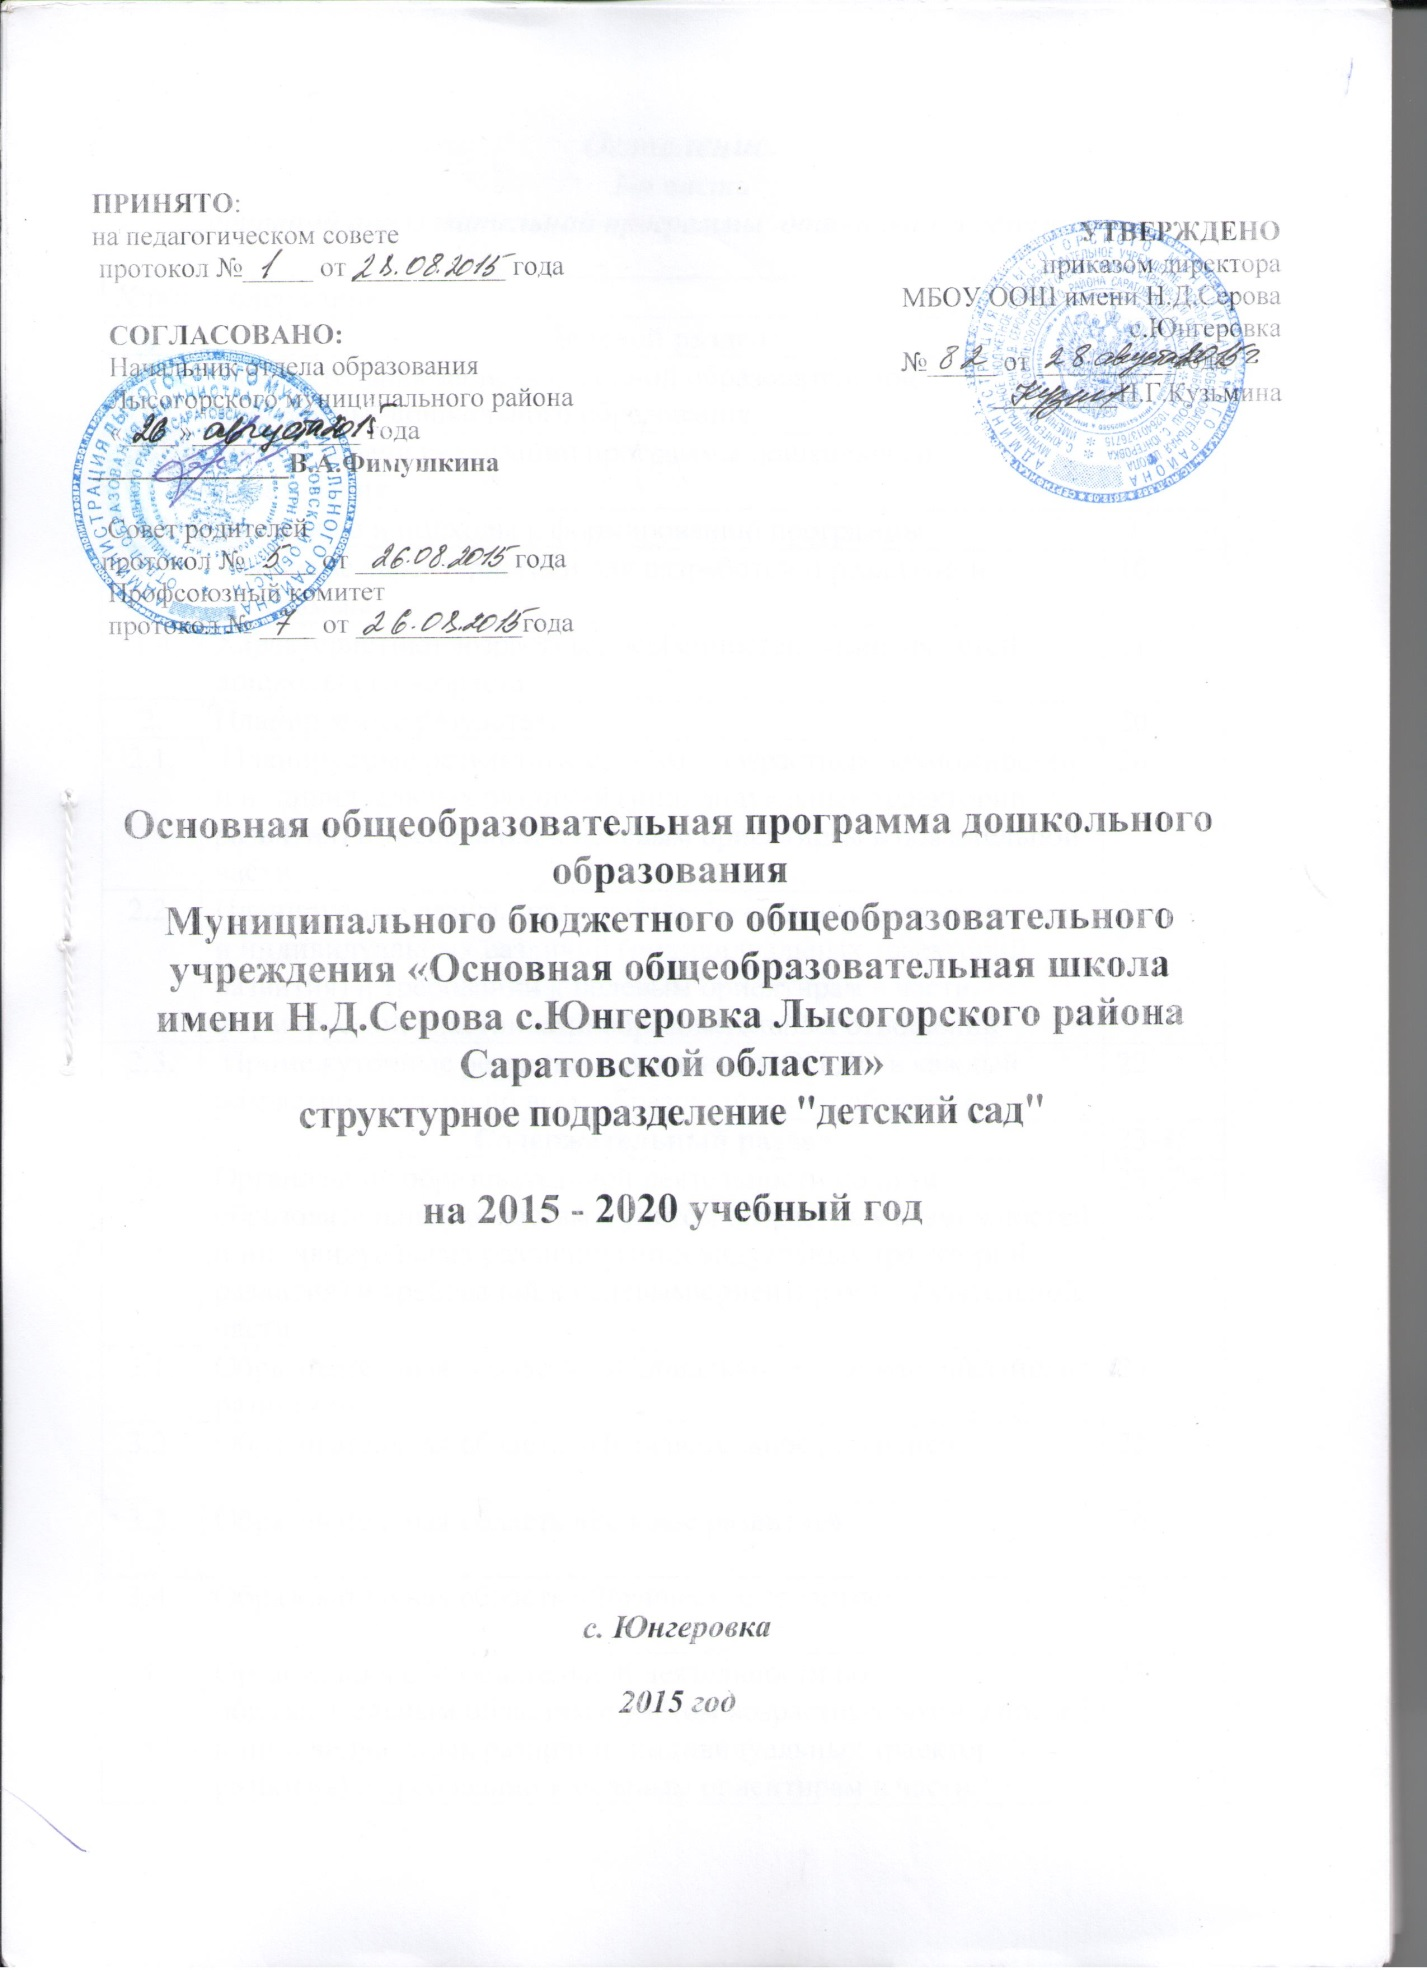 ПРИНЯТО:
на педагогическом совете
протокол № 1 от 28.08.2015 года
УТВЕРЖДЕНО
приказом директора
МБОУ ООШ имени Н.Д.Серова
с.Юнгеровка
№ 82 от 28 августа 2015 г
Н.Г.Кузьмина
СОГЛАСОВАНО:
Начальник отдела образования
Лысогорского муниципального района
« 26 » августа 2015 года
В.А.Фимушкина
Совет родителей
протокол № 5 от 26.08.2015 года
Профсоюзный комитет
протокол № 7 от 26.08.2015 года
Основная общеобразовательная программа дошкольного
образования
Муниципального бюджетного общеобразовательного
учреждения «Основная общеобразовательная школа
имени Н.Д.Серова с.Юнгеровка Лысогорского района
Саратовской области»
структурное подразделение "детский сад"
на 2015 - 2020 учебный год
с. Юнгеровка
2015 год